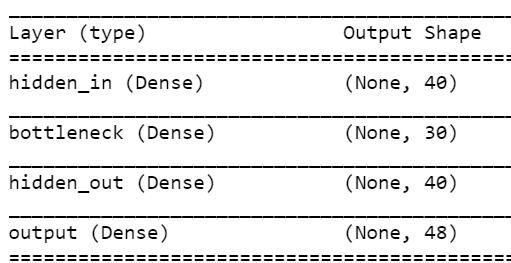 Layer (type) Output Shape
hidden_in (Dense) (None, 40)
bottleneck (Dense) (None, 30)
hidden_out (Dense) (None, 40)
output (Dense) (None, 48)